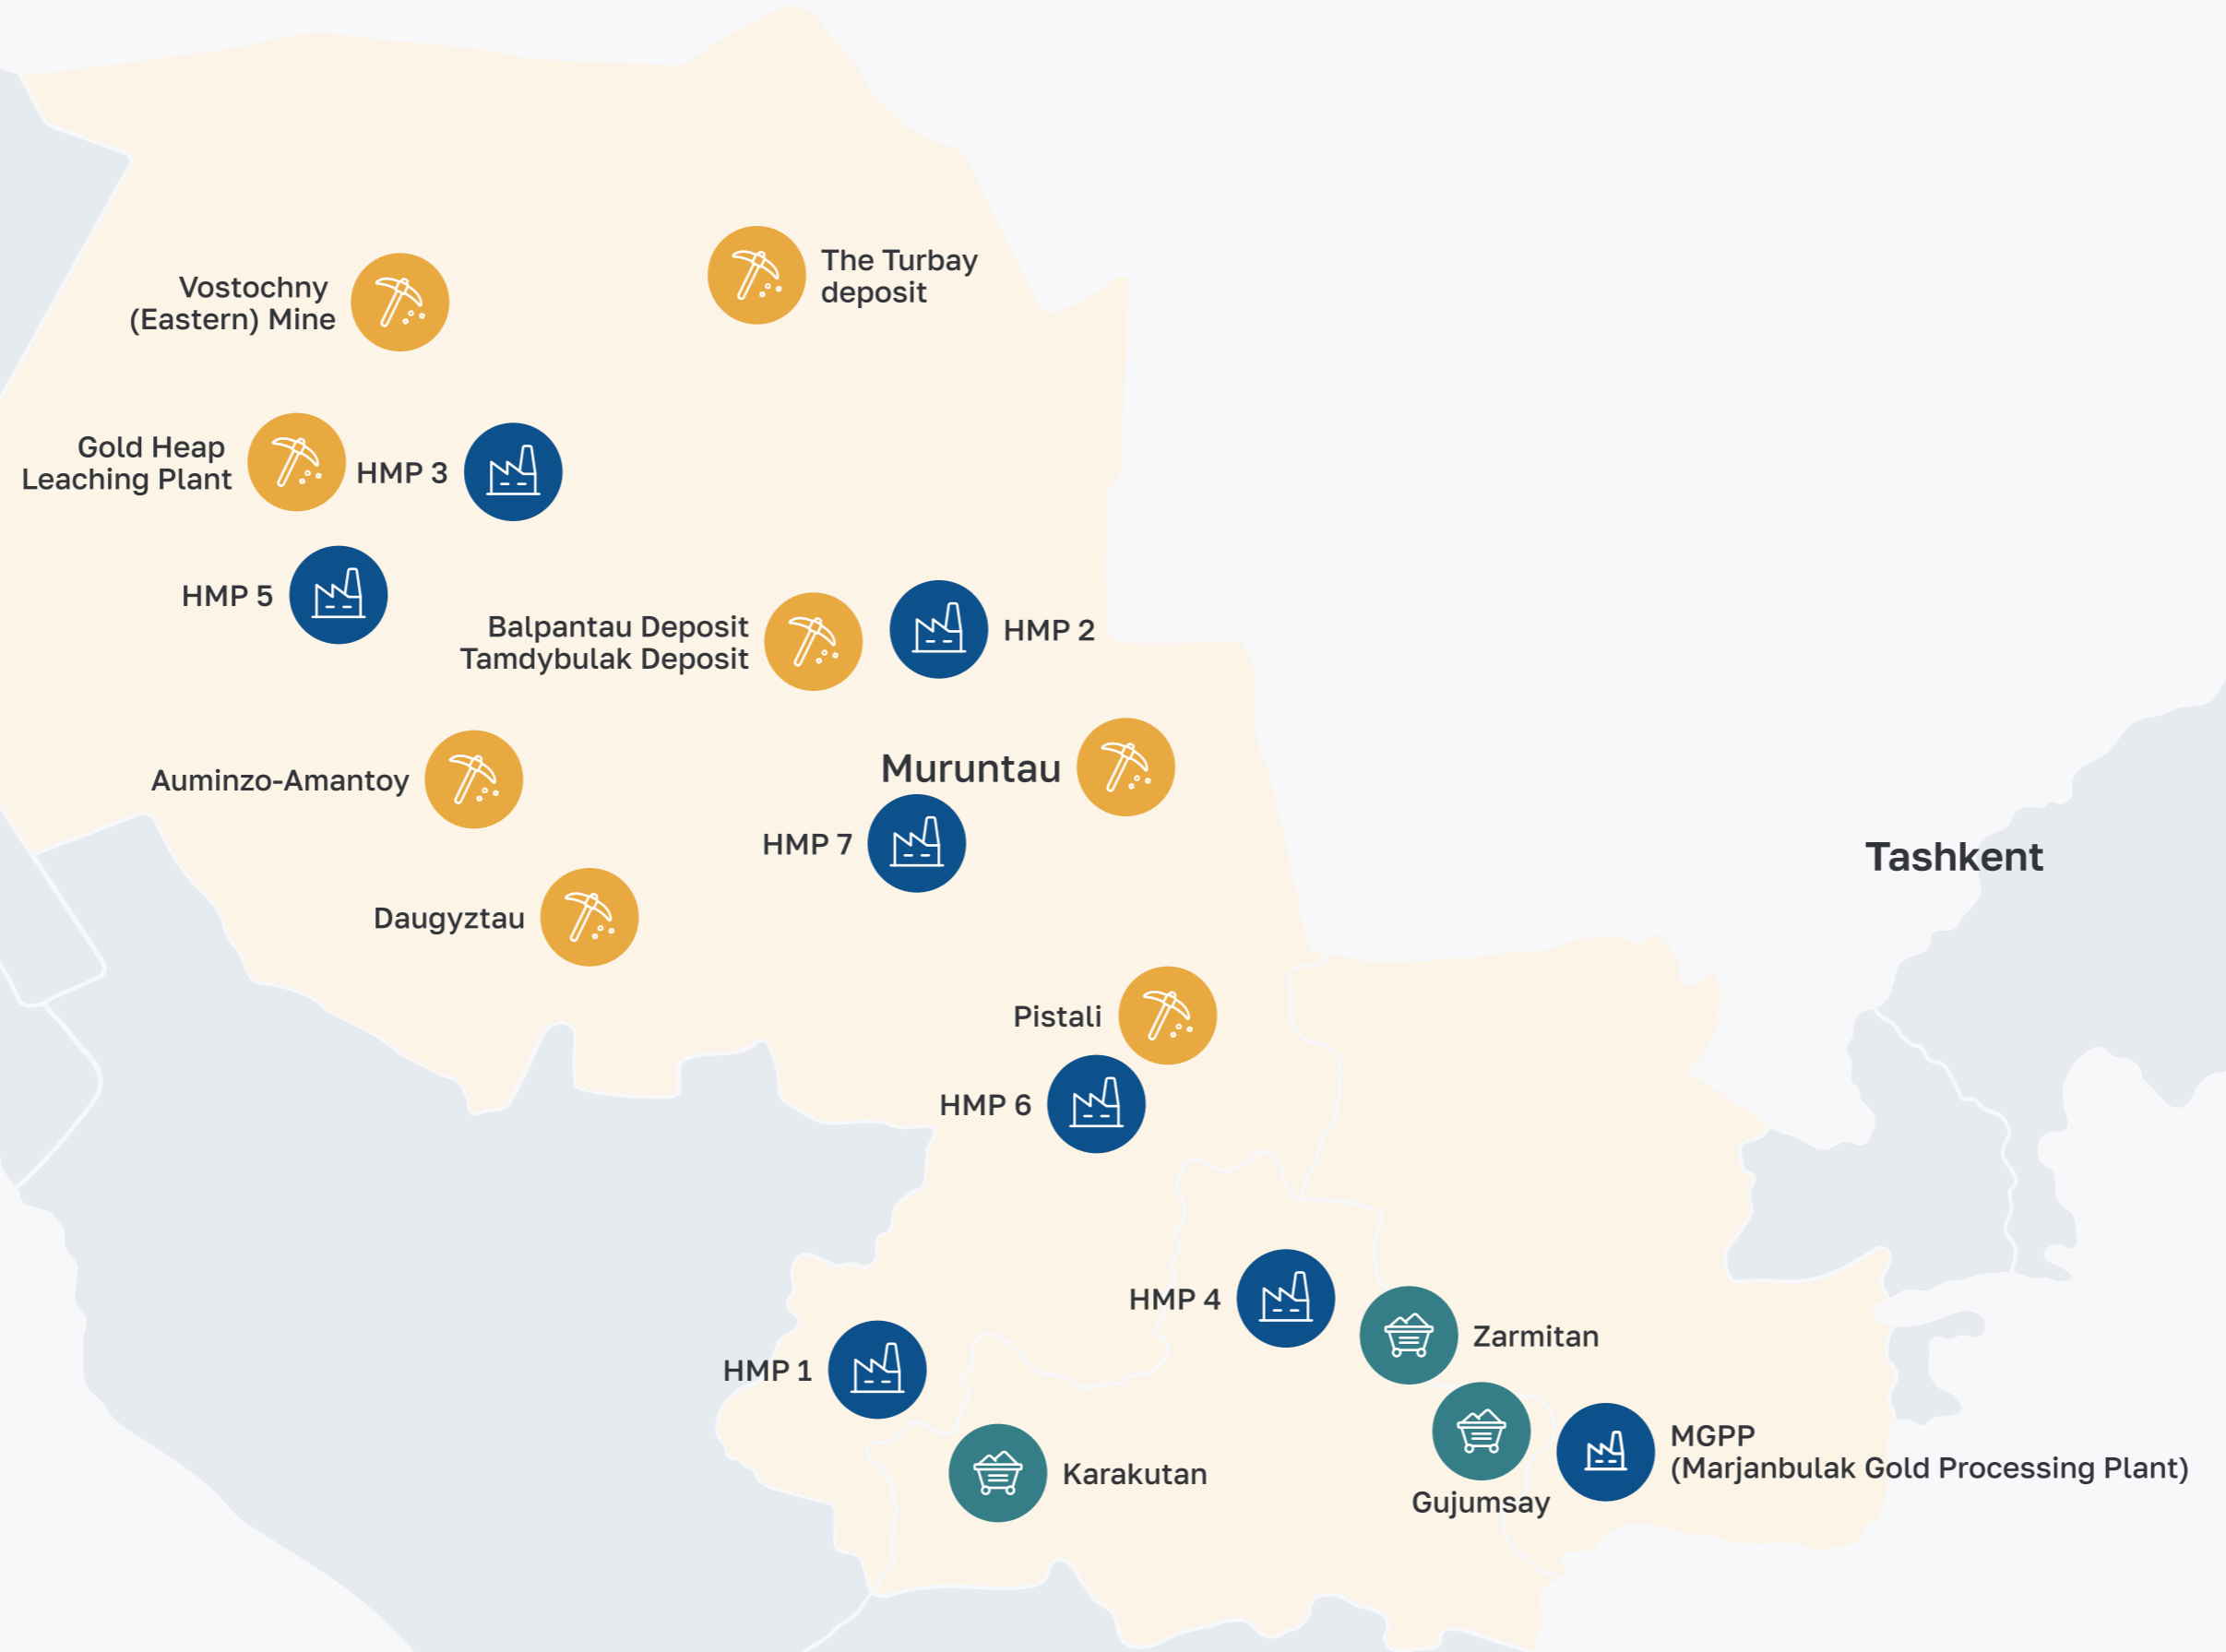 The Turbay
deposit
Vostochny
(Eastern) Mine
Gold Heap
Leaching Plant
HMP 3
HMP 5
Balpantau Deposit
Tamdybulak Deposit
HMP 2
Muruntau
Auminzo-Amantoy
HMP 7
Tashkent
Daugyztau
Pistali
HMP 6
HMP 4
Zarmitan
HMP 1
MGPP
(Marjanbulak Gold Processing Plant)
Karakutan
Gujumsay